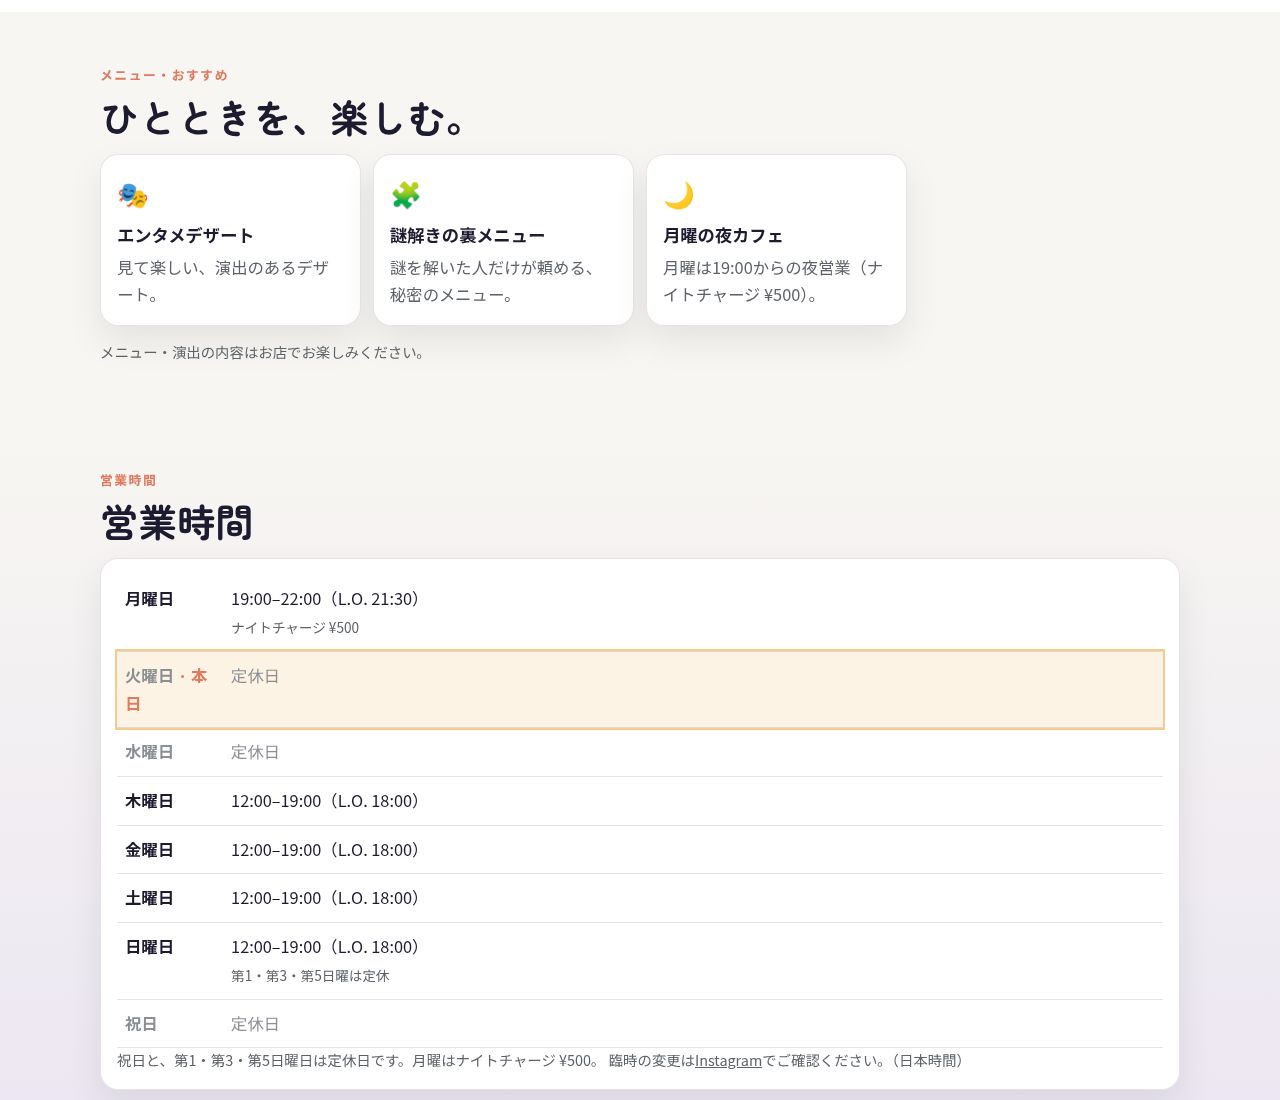 メニュー・おすすめ
ひとときを、楽しむ。
エンタメデザート
見て楽しい、演出のあるデザ
ート。
謎解きの裏メニュー
謎を解いた人だけが頼める、
秘密のメニュー。
月曜の夜カフェ
月曜は19:00からの夜営業（ナ
イトチャージ ¥500）。
メニュー・演出の内容はお店でお楽しみください。
営業時間
営業時間
月曜日 19:00–22:00（L.O. 21:30）
ナイトチャージ ¥500
火曜日 · 本 定休日
日
水曜日 定休日
木曜日 12:00–19:00（L.O. 18:00）
金曜日 12:00–19:00（L.O. 18:00）
土曜日 12:00–19:00（L.O. 18:00）
日曜日 12:00–19:00（L.O. 18:00）
第1・第3・第5日曜は定休
祝日 定休日
祝日と、第1・第3・第5日曜日は定休日です。月曜はナイトチャージ ¥500。 臨時の変更はInstagramでご確認ください。（日本時間）